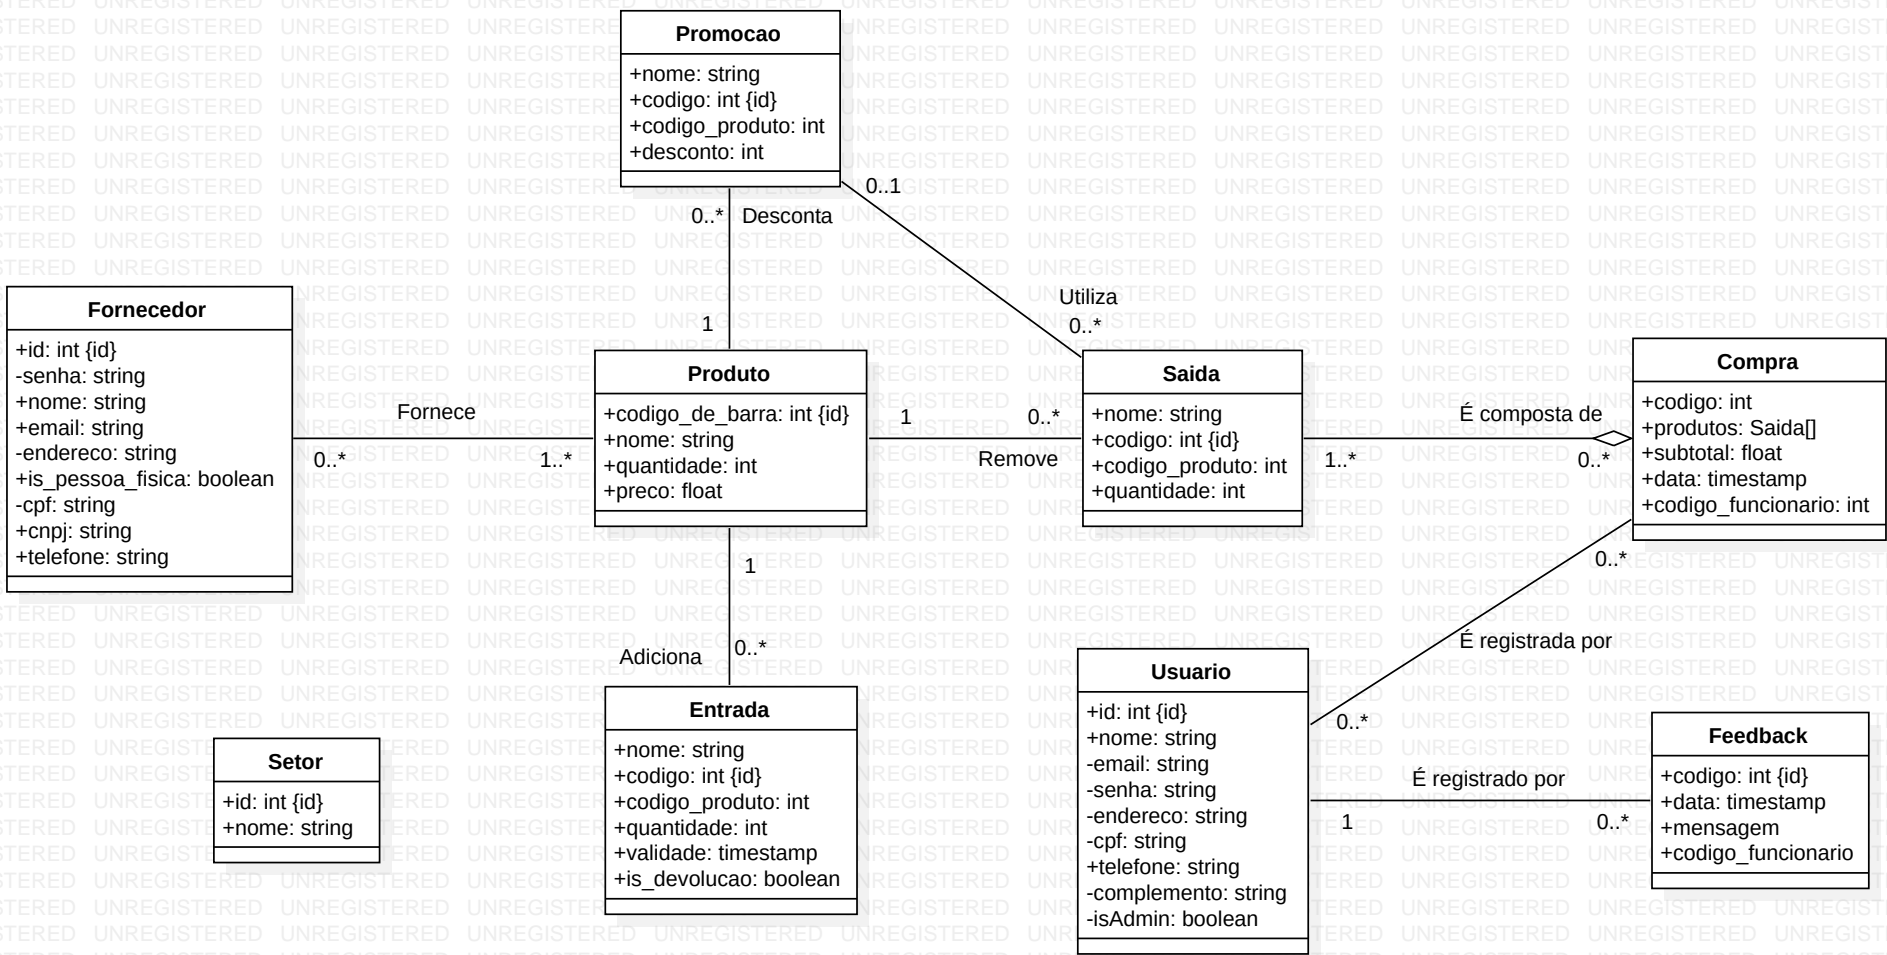 Promocao
+nome: string
+codigo: int {id}
+codigo_produto: int
+desconto: int
0..1
0..* Desconta
Utiliza
0..*
1
Fornecedor
+id: int {id}
-senha: string
+nome: string
+email: string
-endereco: string
+is_pessoa_fisica: boolean
-cpf: string
+cnpj: string
+telefone: string
Fornece
0..*
1..*
Produto
+codigo_de_barra: int {id}
+nome: string
+quantidade: int
+preco: float
1
0..*
Remove
Saida
+nome: string
+codigo: int {id}
+codigo_produto: int
+quantidade: int
É composta de
1..*
0..*
Compra
+codigo: int
+produtos: Saida[]
+subtotal: float
+data: timestamp
+codigo_funcionario: int
1
0..*
Adiciona
0..*
É registrada por
0..*
Setor
+id: int {id}
+nome: string
Entrada
+nome: string
+codigo: int {id}
+codigo_produto: int
+quantidade: int
+validade: timestamp
+is_devolucao: boolean
Usuario
+id: int {id}
+nome: string
-email: string
-senha: string
-endereco: string
-cpf: string
+telefone: string
-complemento: string
-isAdmin: boolean
É registrado por
1
0..*
Feedback
+codigo: int {id}
+data: timestamp
+mensagem
+codigo_funcionario
UNREGISTERED